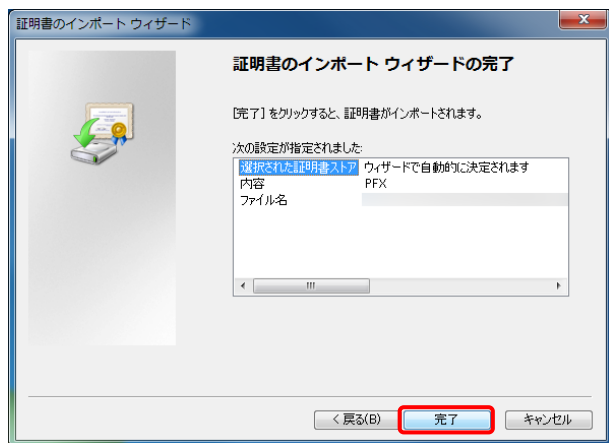 証明書のインポート ウィザード
証明書のインポート ウィザードの完了
[完了] をクリックすると、証明書がインポートされます。
次の設定が指定されました:
選択された証明書ストア ウィザードで自動的に決定されます
内容 PFX
ファイル名
< 戻る(B) 完了 キャンセル